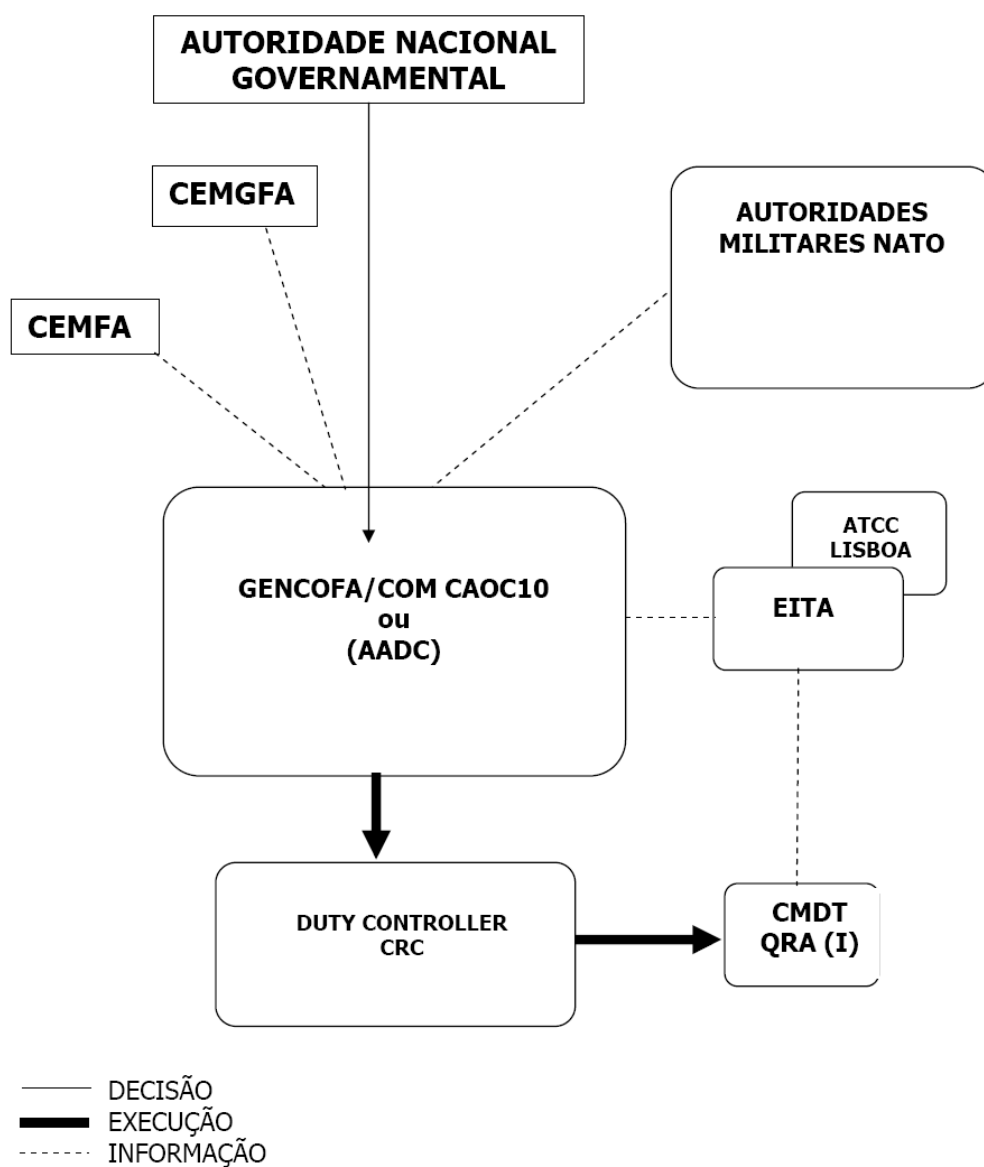 AUTORIDADE NACIONAL
GOVERNAMENTAL
CEMGFA
AUTORIDADES
MILITARES NATO
CEMFA
ATCC
LISBOA
GENCOFA/COM CAOC10
ou
(AADC)
EITA
DUTY CONTROLLER
CRC
CMDT
QRA (I)
DECISÃO
EXECUÇÃO
INFORMAÇÃO